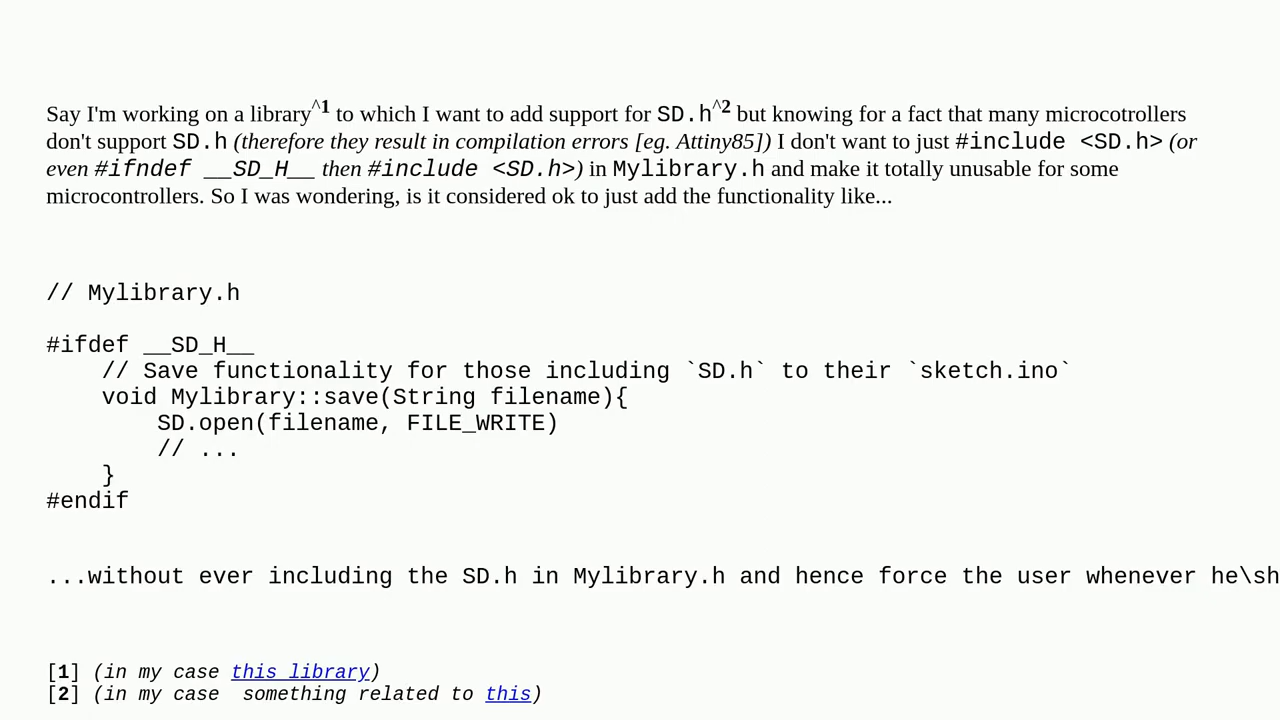 Say I'm working on a library^1 to which I want to add support for SD.h^2 but knowing for a fact that many microcotrollers
don't support SD.h (therefore they result in compilation errors [eg. Attiny85]) I don't want to just #include <SD.h> (or
even #ifndef __SD_H__ then #include <SD.h>) in Mylibrary.h and make it totally unusable for some
microcontrollers. So I was wondering, is it considered ok to just add the functionality like...
// Mylibrary.h
#ifdef __SD_H__
    // Save functionality for those including `SD.h` to their `sketch.ino`
    void Mylibrary::save(String filename){
        SD.open(filename, FILE_WRITE)
        // ...
    }
#endif
...without ever including the SD.h in Mylibrary.h and hence force the user whenever he\sh
[1] (in my case this library)
[2] (in my case  something related to this)